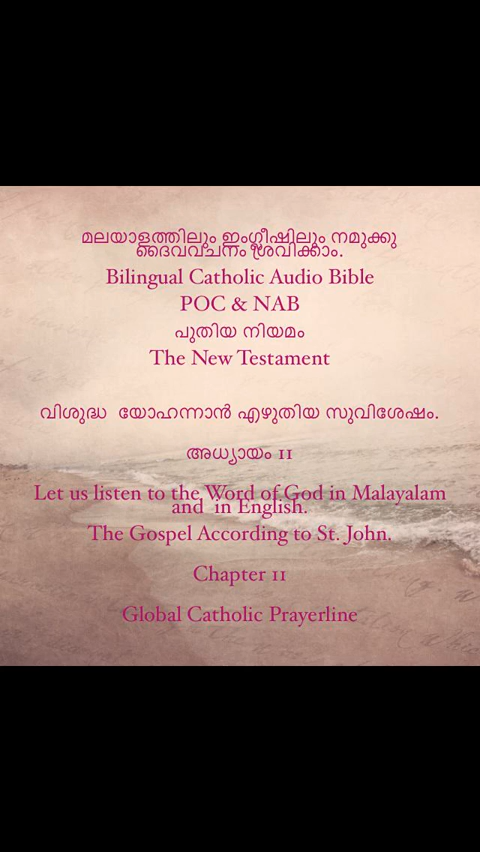 മലയാളത്തിലും ഇംഗ്ലീഷിലും നമുക്കു
ദൈവവചനം ശ്രവിക്കാം.
Bilingual Catholic Audio Bible
POC & NAB
പുതിയ നിയമം
The New Testament
വിശുദ്ധ യോഹന്നാൻ എഴുതിയ സുവിശേഷം.
അധ്യായം 11
Let us listen to the Word of God in Malayalam
and in English.
The Gospel According to St. John.
Chapter 11
Global Catholic Prayerline